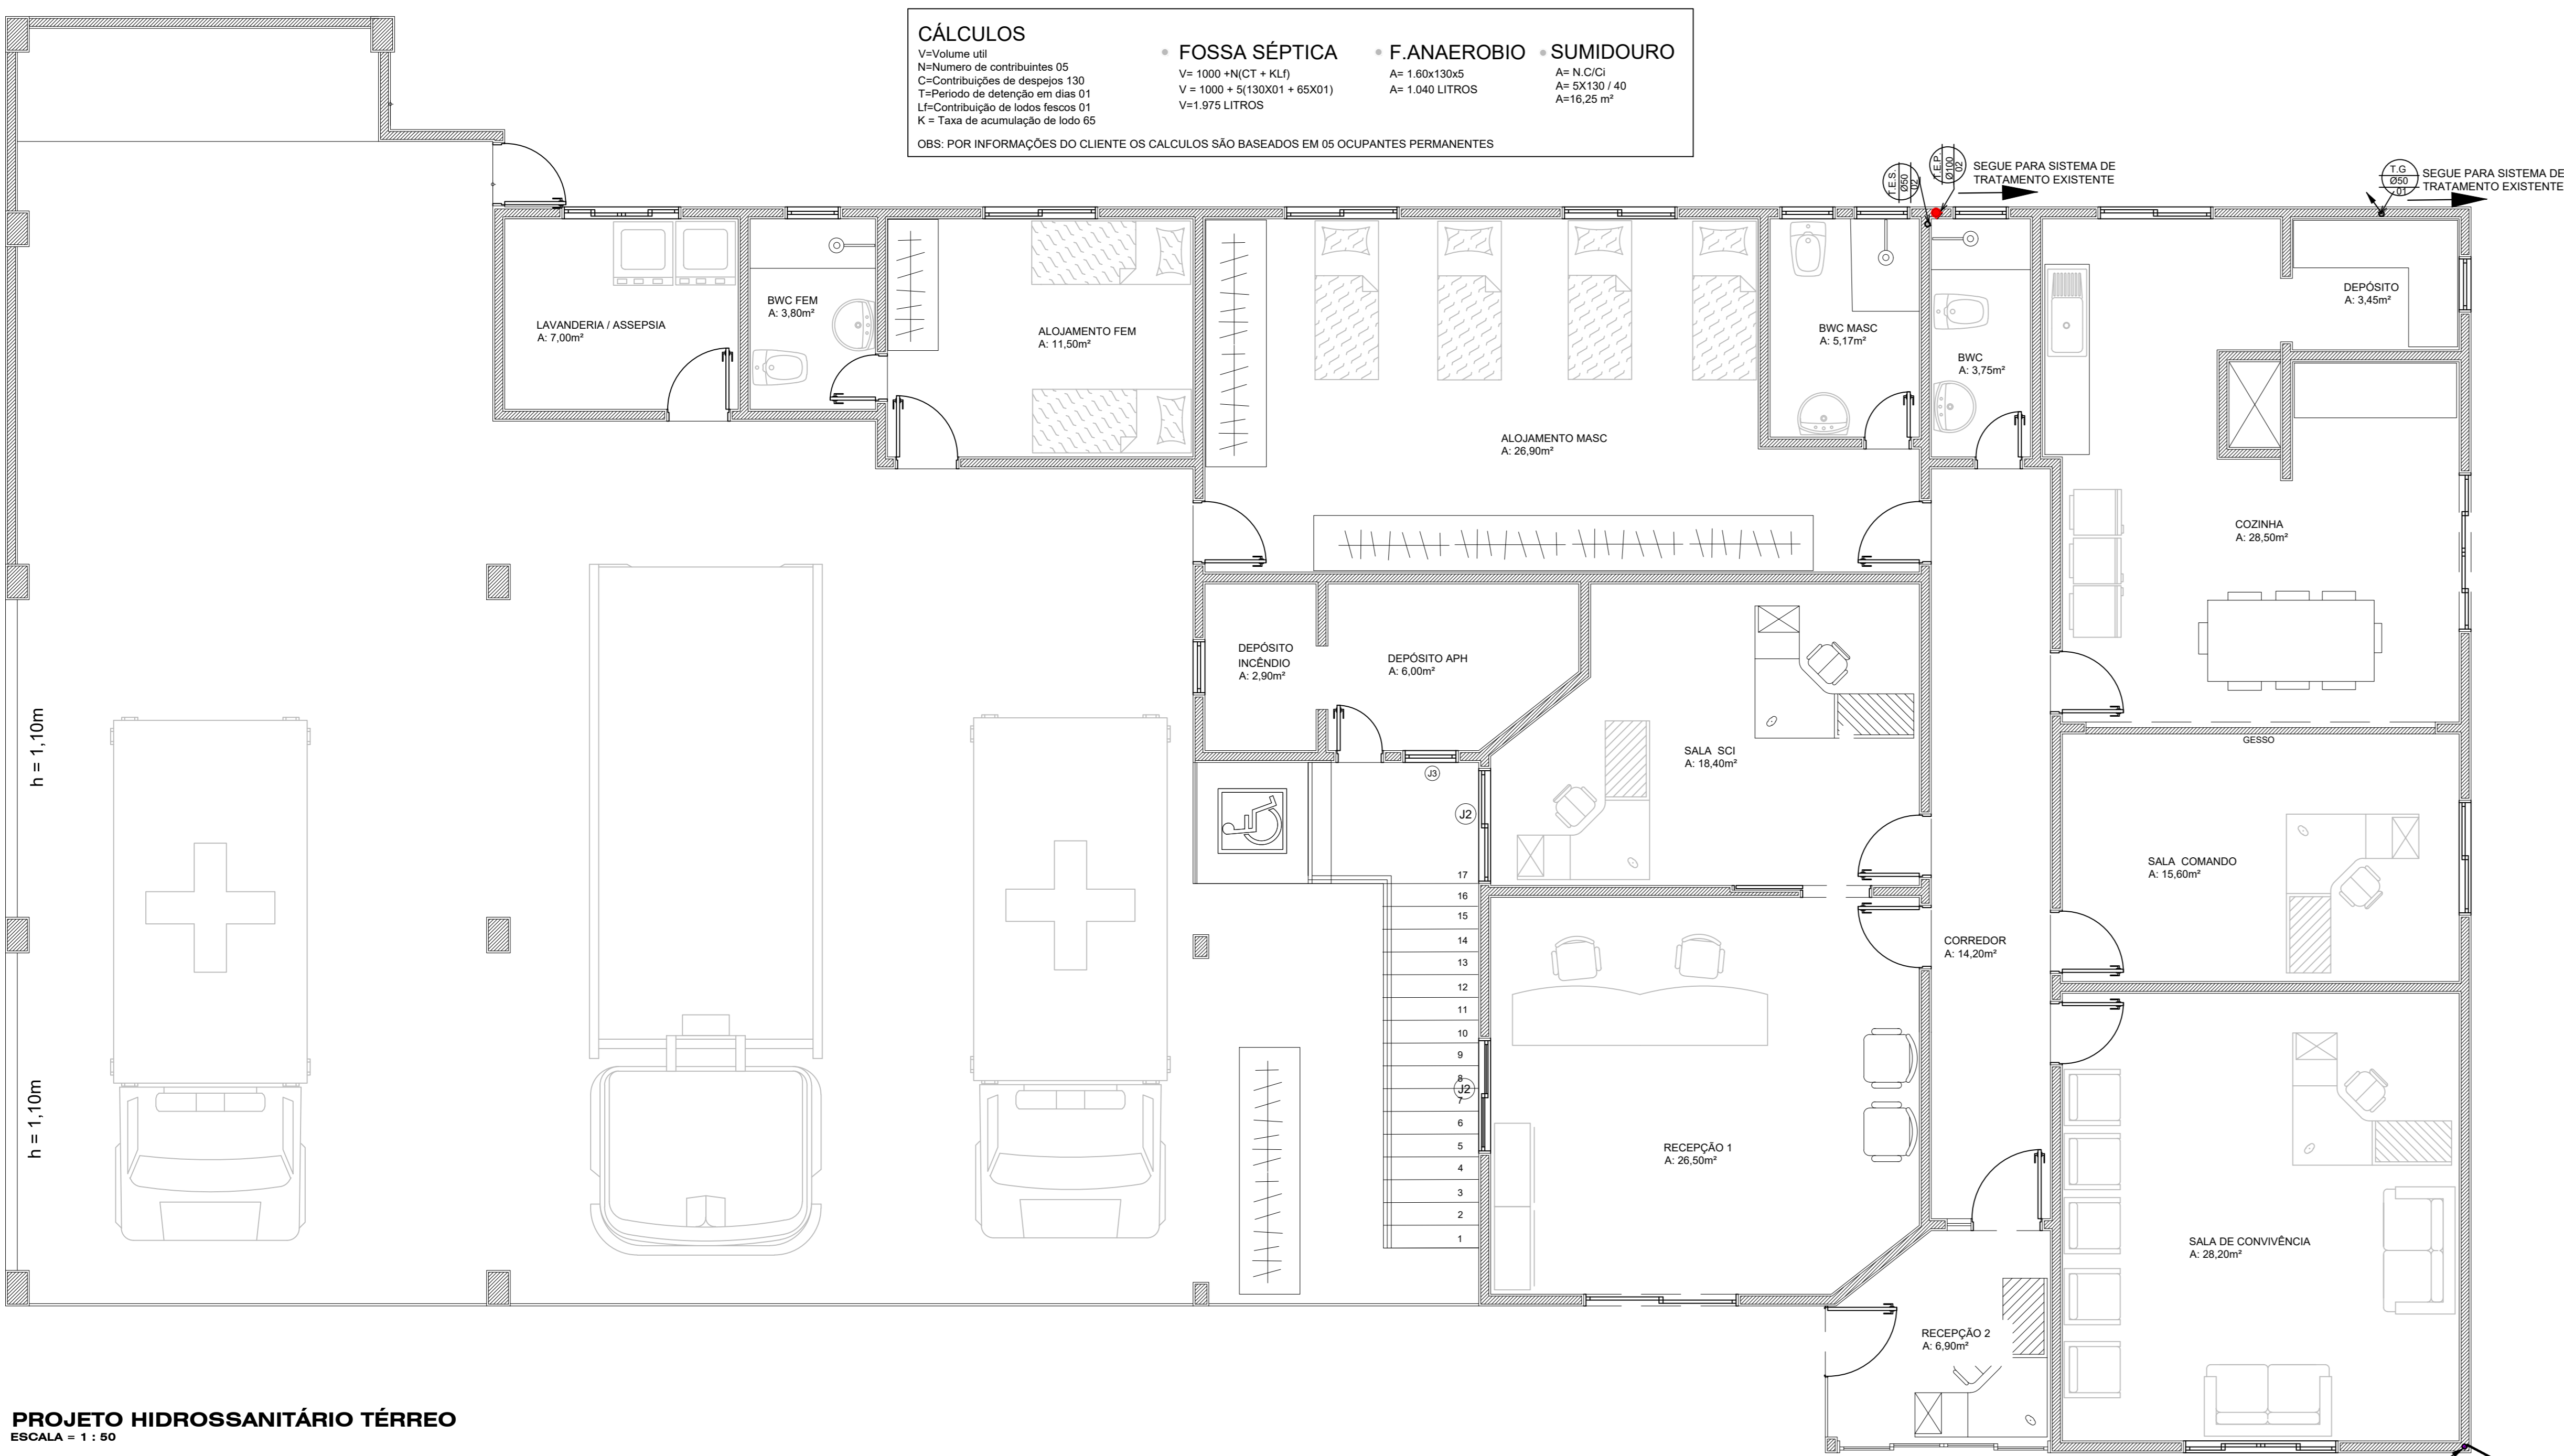 CÁLCULOS
V=Volume util
N=Numero de contribuintes 05
C=Contribuições de despejos 130
T=Periodo de detenção em dias 01
Lf=Contribuição de lodos fescos 01
K = Taxa de acumulação de lodo 65
FOSSA SÉPTICA
V= 1000 +N(CT + KLf)
V = 1000 + 5(130X01 + 65X01)
V=1.975 LITROS
F.ANAEROBIO
A= 1.60x130x5
A= 1.040 LITROS
SUMIDOURO
A= N.C/Ci
A= 5X130 / 40
A=16,25 m²
OBS: POR INFORMAÇÕES DO CLIENTE OS CALCULOS SÃO BASEADOS EM 05 OCUPANTES PERMANENTES
T.E.S.
Ø50
02
T.E.P.
Ø100
02
SEGUE PARA SISTEMA DE
TRATAMENTO EXISTENTE
T.G
Ø50
01
SEGUE PARA SISTEMA DE
TRATAMENTO EXISTENTE
LAVANDERIA / ASSEPSIA
A: 7,00m²
BWC FEM
A: 3,80m²
ALOJAMENTO FEM
A: 11,50m²
ALOJAMENTO MASC
A: 26,90m²
BWC MASC
A: 5,17m²
BWC
A: 3,75m²
DEPÓSITO
A: 3,45m²
COZINHA
A: 28,50m²
DEPÓSITO
INCÊNDIO
A: 2,90m²
DEPÓSITO APH
A: 6,00m²
SALA SCI
A: 18,40m²
GESSO
J3
J2
SALA COMANDO
A: 15,60m²
CORREDOR
A: 14,20m²
17
16
15
14
13
12
11
10
9
8
J2
7
6
5
4
3
2
1
RECEPÇÃO 1
A: 26,50m²
SALA DE CONVIVÊNCIA
A: 28,20m²
RECEPÇÃO 2
A: 6,90m²
h = 1,10m
h = 1,10m
PROJETO HIDROSSANITÁRIO TÉRREO
ESCALA = 1 : 50